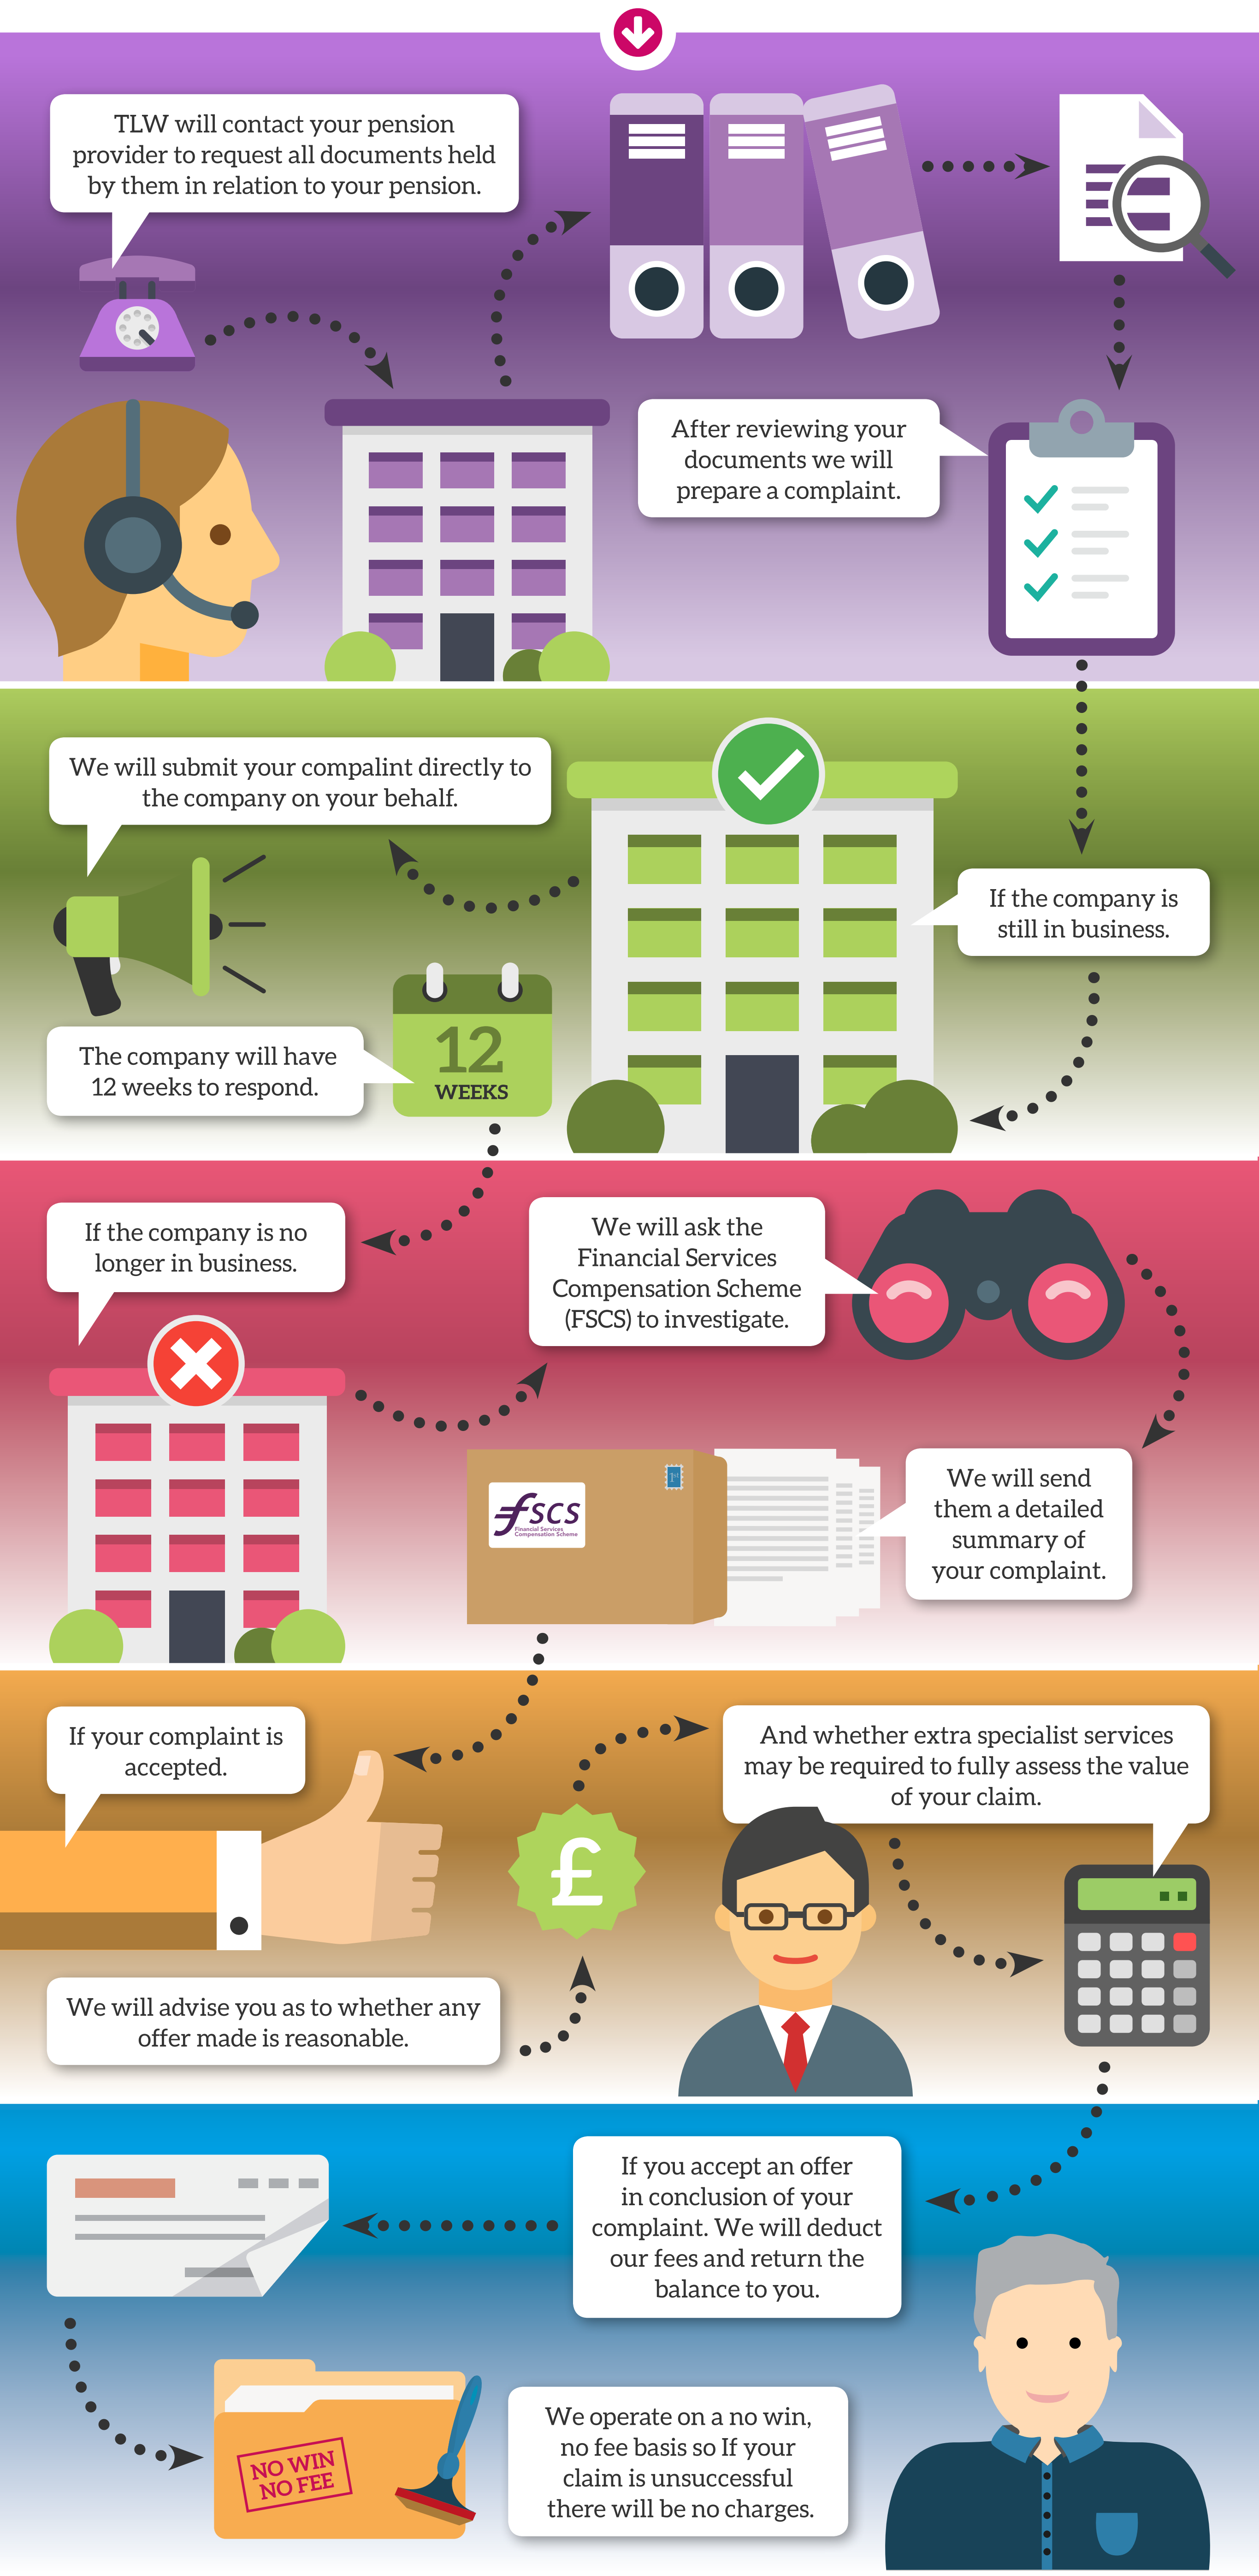 TLW will contact your pension
provider to request all documents held
by them in relation to your pension.
After reviewing your
documents we will
prepare a complaint.
We will submit your compalint directly to
the company on your behalf.
If the company is
still in business.
The company will have
12 weeks to respond.
12
WEEKS
If the company is no
longer in business.
We will ask the
Financial Services
Compensation Scheme
(FSCS) to investigate.
1st
FSCS
Financial Services
Compensation Scheme
We will send
them a detailed
summary of
your complaint.
If your complaint is
accepted.
And whether extra specialist services
may be required to fully assess the value
of your claim.
£
We will advise you as to whether any
offer made is reasonable.
If you accept an offer
in conclusion of your
complaint. We will deduct
our fees and return the
balance to you.
NO WIN
NO FEE
We operate on a no win,
no fee basis so If your
claim is unsuccessful
there will be no charges.